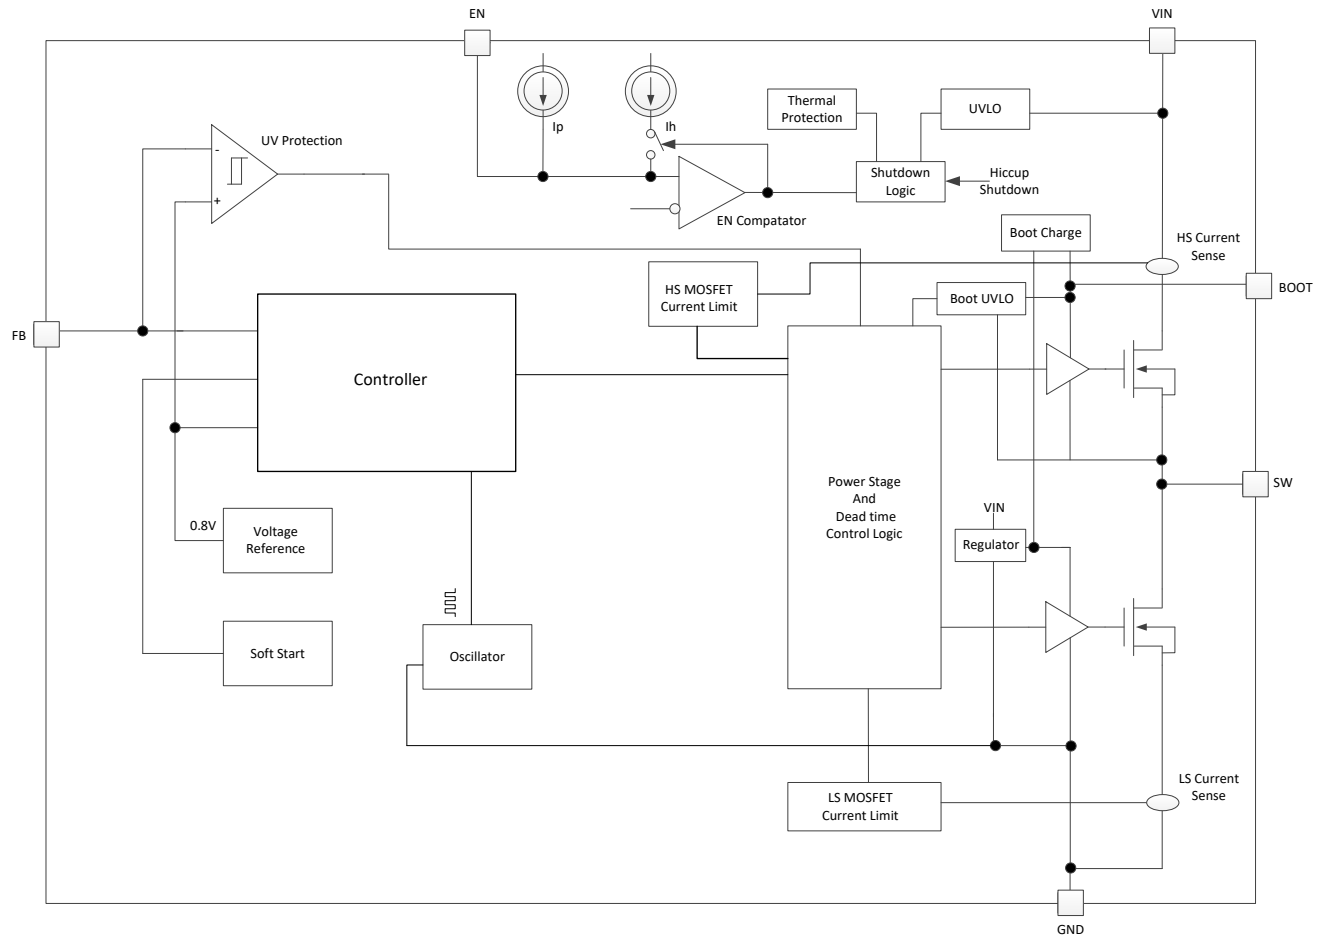 EN
VIN
Ip
Ih
Thermal
Protection
UVLO
UV Protection
-
+
Shutdown
Logic
Hiccup
Shutdown
EN Compatator
Boot Charge
HS Current
Sense
HS MOSFET
Current Limit
Boot UVLO
BOOT
FB
Controller
Power Stage
And
Dead time
Control Logic
SW
0.8V
Voltage
Reference
VIN
Regulator
Soft Start
Oscillator
LS MOSFET
Current Limit
LS Current
Sense
GND